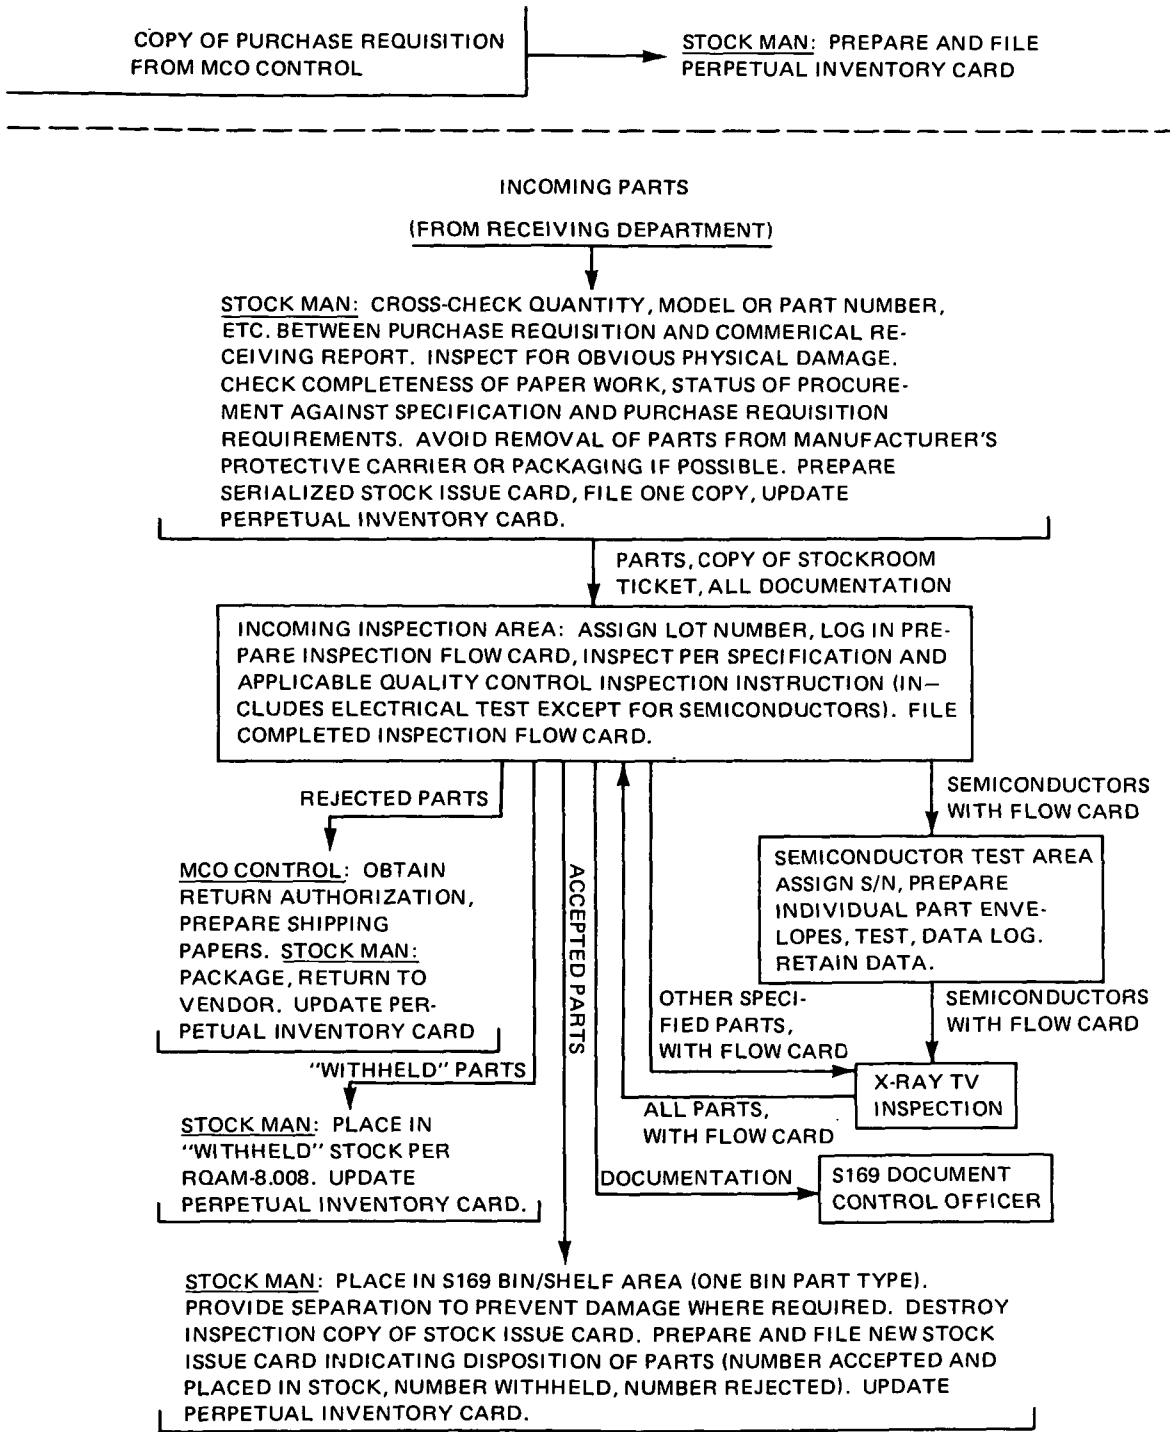 COPY OF PURCHASE REQUISITION
FROM MCO CONTROL
STOCK MAN: PREPARE AND FILE
PERPETUAL INVENTORY CARD
INCOMING PARTS
(FROM RECEIVING DEPARTMENT)
STOCK MAN: CROSS-CHECK QUANTITY, MODEL OR PART NUMBER,
ETC. BETWEEN PURCHASE REQUISITION AND COMMERICAL RE-
CEIVING REPORT. INSPECT FOR OBVIOUS PHYSICAL DAMAGE.
CHECK COMPLETENESS OF PAPER WORK, STATUS OF PROCURE-
MENT AGAINST SPECIFICATION AND PURCHASE REQUISITION
REQUIREMENTS. AVOID REMOVAL OF PARTS FROM MANUFACTURER'S
PROTECTIVE CARRIER OR PACKAGING IF POSSIBLE. PREPARE
SERIALIZED STOCK ISSUE CARD, FILE ONE COPY, UPDATE
PERPETUAL INVENTORY CARD.
PARTS, COPY OF STOCKROOM
TICKET, ALL DOCUMENTATION
INCOMING INSPECTION AREA: ASSIGN LOT NUMBER, LOG IN PRE-
PARE INSPECTION FLOW CARD, INSPECT PER SPECIFICATION AND
APPLICABLE QUALITY CONTROL INSPECTION INSTRUCTION (IN-
CLUDES ELECTRICAL TEST EXCEPT FOR SEMICONDUCTORS). FILE
COMPLETED INSPECTION FLOW CARD.
REJECTED PARTS
MCO CONTROL: OBTAIN
RETURN AUTHORIZATION,
PREPARE SHIPPING
PAPERS. STOCK MAN:
PACKAGE, RETURN TO
VENDOR. UPDATE PER-
PETUAL INVENTORY CARD
"WITHHELD" PARTS
STOCK MAN: PLACE IN
"WITHHELD" STOCK PER
RQAM-8.008. UPDATE
PERPETUAL INVENTORY CARD.
ACCEPTED PARTS
SEMICONDUCTORS
WITH FLOW CARD
SEMICONDUCTOR TEST AREA
ASSIGN S/N, PREPARE
INDIVIDUAL PART ENVE-
LOPES, TEST, DATA LOG.
RETAIN DATA.
SEMICONDUCTORS
WITH FLOW CARD
OTHER SPECI-
FIED PARTS,
WITH FLOW CARD
X-RAY TV
INSPECTION
ALL PARTS,
WITH FLOW CARD
DOCUMENTATION
S169 DOCUMENT
CONTROL OFFICER
STOCK MAN: PLACE IN S169 BIN/SHELF AREA (ONE BIN PART TYPE).
PROVIDE SEPARATION TO PREVENT DAMAGE WHERE REQUIRED. DESTROY
INSPECTION COPY OF STOCK ISSUE CARD. PREPARE AND FILE NEW STOCK
ISSUE CARD INDICATING DISPOSITION OF PARTS (NUMBER ACCEPTED AND
PLACED IN STOCK, NUMBER WITHHELD, NUMBER REJECTED). UPDATE
PERPETUAL INVENTORY CARD.